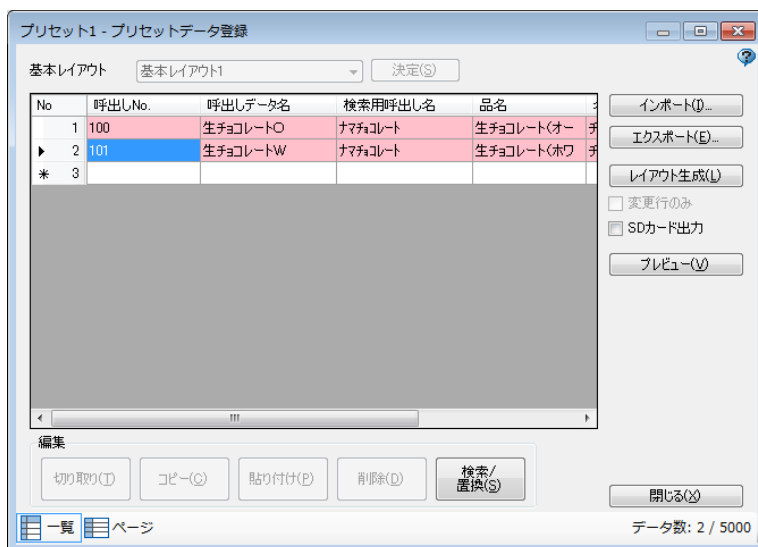 プリセット1 - プリセットデータ登録
基本レイアウト 基本レイアウト1 決定(S)
No 呼出しNo. 呼出しデータ名 検索用呼出し名 品名
1 100 生チョコレートO ナマチョコレート 生チョコレート(オー チ
2 101 生チョコレートW ナマチョコレート 生チョコレート(ホワ チ
* 3
インポート(I)...
エクスポート(E)...
レイアウト生成(L)
変更行のみ
SDカード出力
プレビュー(V)
編集
切り取り(T) コピー(C) 貼り付け(P) 削除(D) 検索/
置換(S)
閉じる(X)
一覧 ページ データ数: 2 / 5000